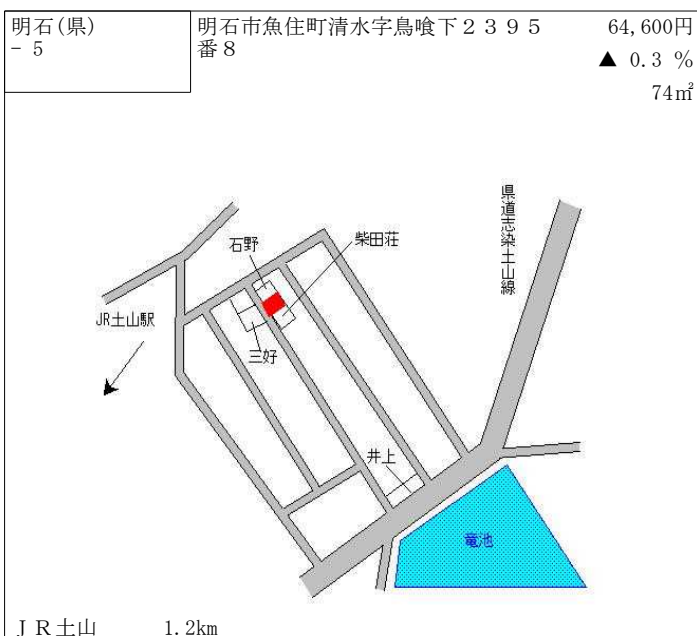 明石(県)
- 5
明石市魚住町清水字鳥喰下２３９５
番８
64,600円
▲ 0.3 %
74㎡
県道志染土山線
石野
柴田荘
JR土山駅
三好
井上
竜池
ＪＲ土山 1.2km